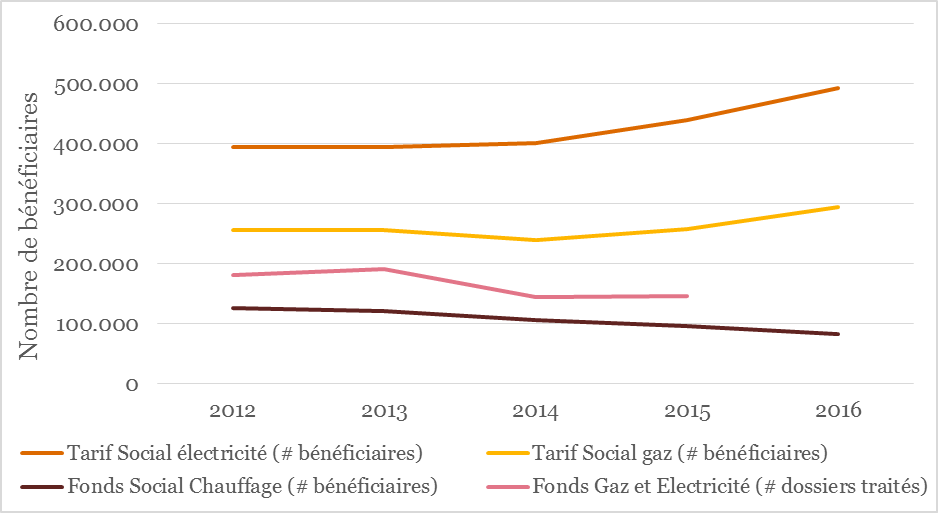 600.000
500.000
400.000
300.000
200.000
100.000
0
Nombre de bénéficiaires
2012 2013 2014 2015 2016
Tarif Social électricité (# bénéficiaires) Tarif Social gaz (# bénéficiaires)
Fonds Social Chauffage (# bénéficiaires) Fonds Gaz et Electricité (# dossiers traités)